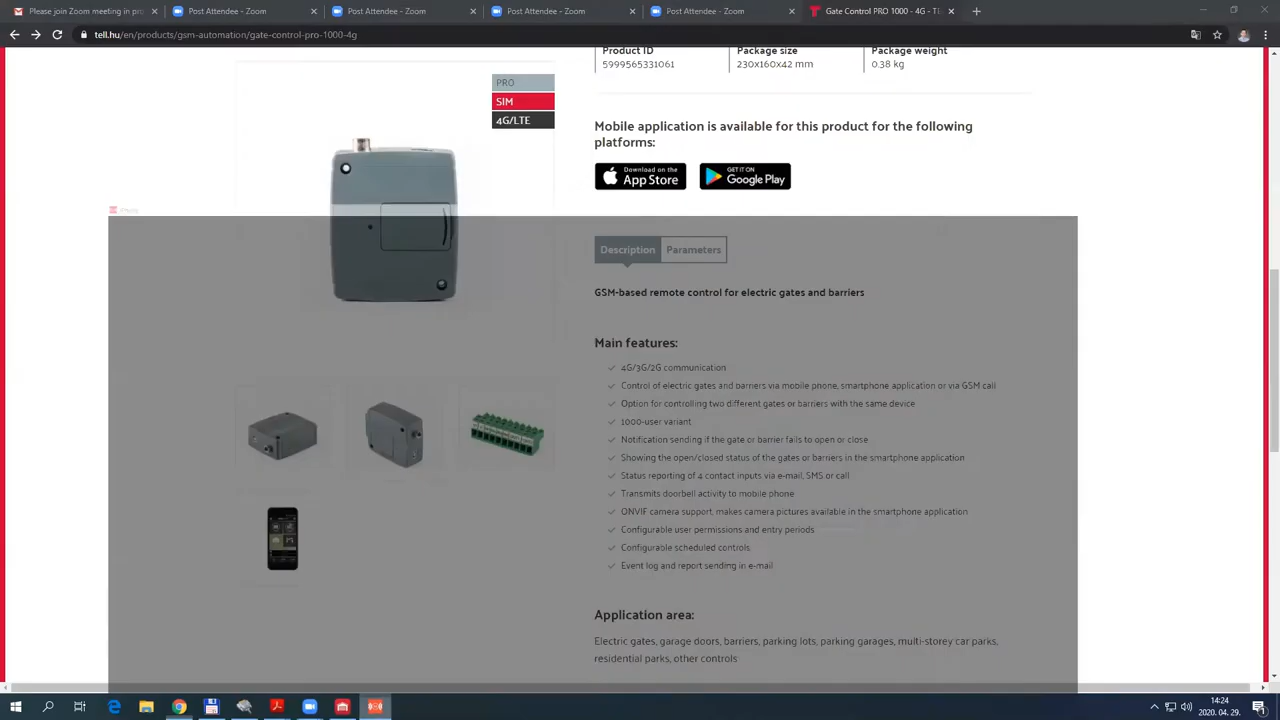 Please join Zoom meeting in pro
Post Attendee - Zoom
Post Attendee - Zoom
Post Attendee - Zoom
Post Attendee - Zoom
Gate Control PRO 1000 - 4G - T
tell.hu/en/products/gsm-automation/gate-control-pro-1000-4g
Product ID
5999565331061
Package size
230x160x42 mm
Package weight
0.38 kg
PRO
SIM
4G/LTE
Mobile application is available for this product for the following
platforms:
Download on the
App Store
GET IT ON
Google Play
Description
Parameters
GSM-based remote control for electric gates and barriers
Main features:
4G/3G/2G communication
Control of electric gates and barriers via mobile phone, smartphone application or via GSM call
Option for controlling two different gates or barriers with the same device
1000-user variant
Notification sending if the gate or barrier fails to open or close
Showing the open/closed status of the gates or barriers in the smartphone application
Status reporting of 4 contact inputs via e-mail, SMS or call
Transmits doorbell activity to mobile phone
ONVIF camera support, makes camera pictures available in the smartphone application
Configurable user permissions and entry periods
Configurable scheduled controls
Event log and report sending in e-mail
Application area:
Electric gates, garage doors, barriers, parking lots, parking garages, multi-storey car parks,
residential parks, other controls
14:24
2020. 04. 29.